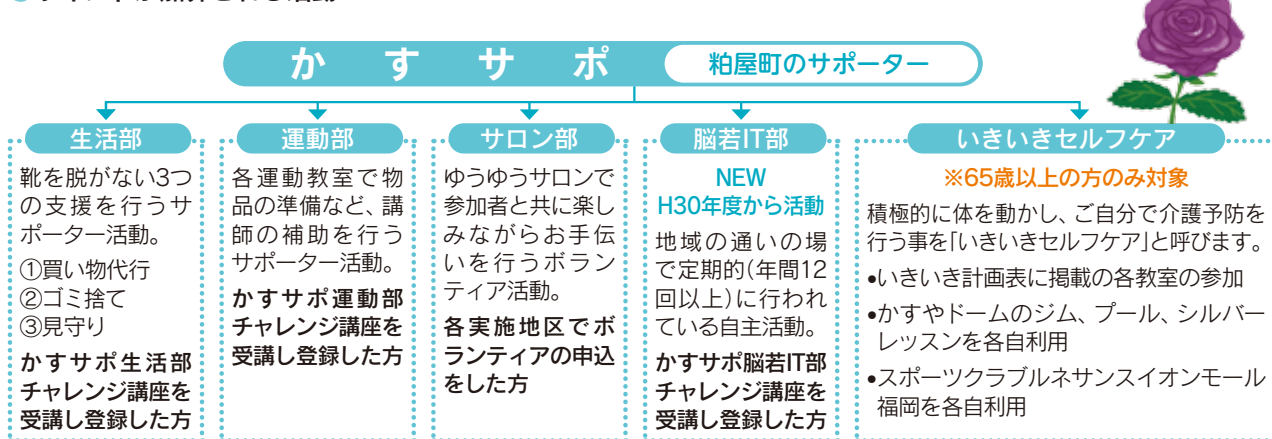 かすサポ 粕屋町のサポーター
生活部
靴を脱がない3つ
の支援を行うサ
ポーター活動。
①買い物代行
②ゴミ捨て
③見守り
かすサポ生活部
チャレンジ講座を
受講し登録した方
運動部
各運動教室で物
品の準備など、講
師の補助を行う
サポーター活動。
かすサポ運動部
チャレンジ講座を
受講し登録した方
サロン部
ゆうゆうサロンで
参加者と共に楽し
みながらお手伝
いを行うボラン
ティア活動。
各実施地区でボ
ランティアの申込
をした方
脳若IT部
NEW
H30年度から活動
地域の通いの場
で定期的(年間12
回以上)に行われ
ている自主活動。
かすサポ脳若IT部
チャレンジ講座を
受講し登録した方
いきいきセルフケア
※65歳以上の方のみ対象
積極的に体を動かし、ご自分で介護予防を
行う事を「いきいきセルフケア」と呼びます。
•いきいき計画表に掲載の各教室の参加
•かすやドームのジム、プール、シルバー
レッスンを各自利用
•スポーツクラブルネサンスイオンモール
福岡を各自利用